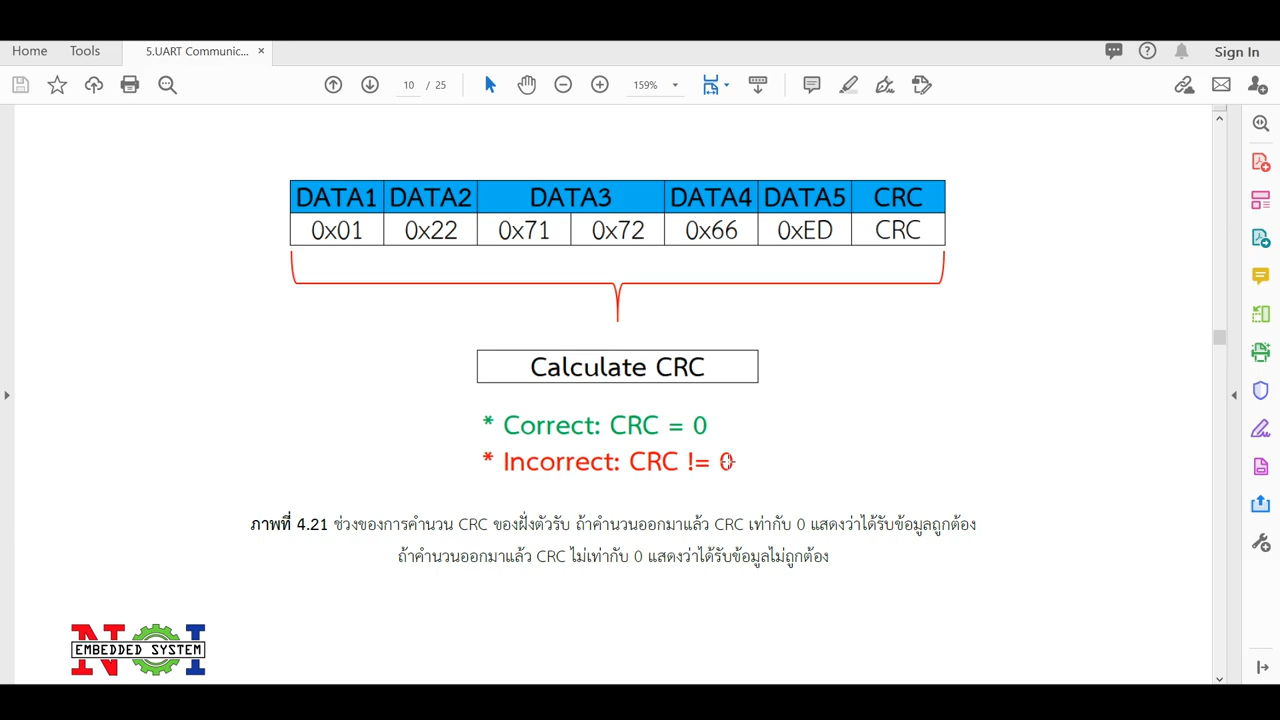 Home Tools 5.UART Communic... ×
10 / 25 159% Sign In
DATA1 DATA2 DATA3 DATA4 DATA5 CRC
0x01 0x22 0x71 0x72 0x66 0xED CRC
Calculate CRC
* Correct: CRC = 0
* Incorrect: CRC != 0
ภาพที่ 4.21 ช่วงของการคำนวน CRC ของฝั่งตัวรับ ถ้าคำนวนออกมาแล้ว CRC เท่ากับ 0 แสดงว่าได้รับข้อมูลถูกต้อง
ถ้าคำนวนออกมาแล้ว CRC ไม่เท่ากับ 0 แสดงว่าได้รับข้อมูลไม่ถูกต้อง
NI
EMBEDDED SYSTEM